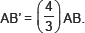 AB' = (4/3) AB.